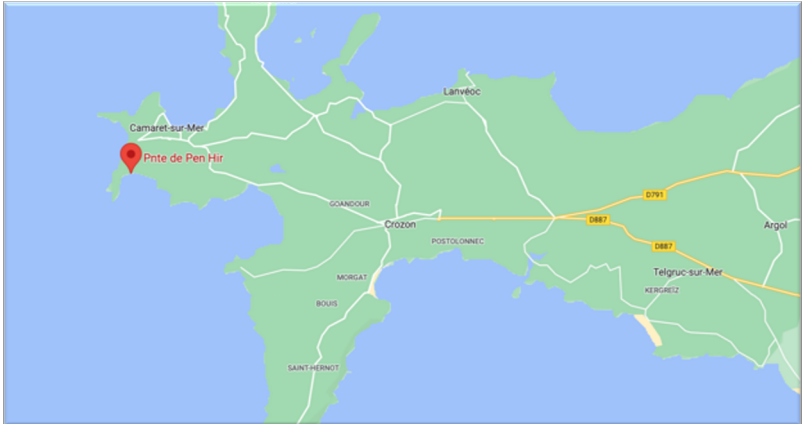 Lanvéoc
Camaret-sur-Mer
Pnte de Pen Hir
D791
GOANDOUR
D887
Crozon
Argol
POSTOLONNEC
D887
Telgruc-sur-Mer
MORGAT
KERGREIZ
BOUIS
SAINT-HERNOT